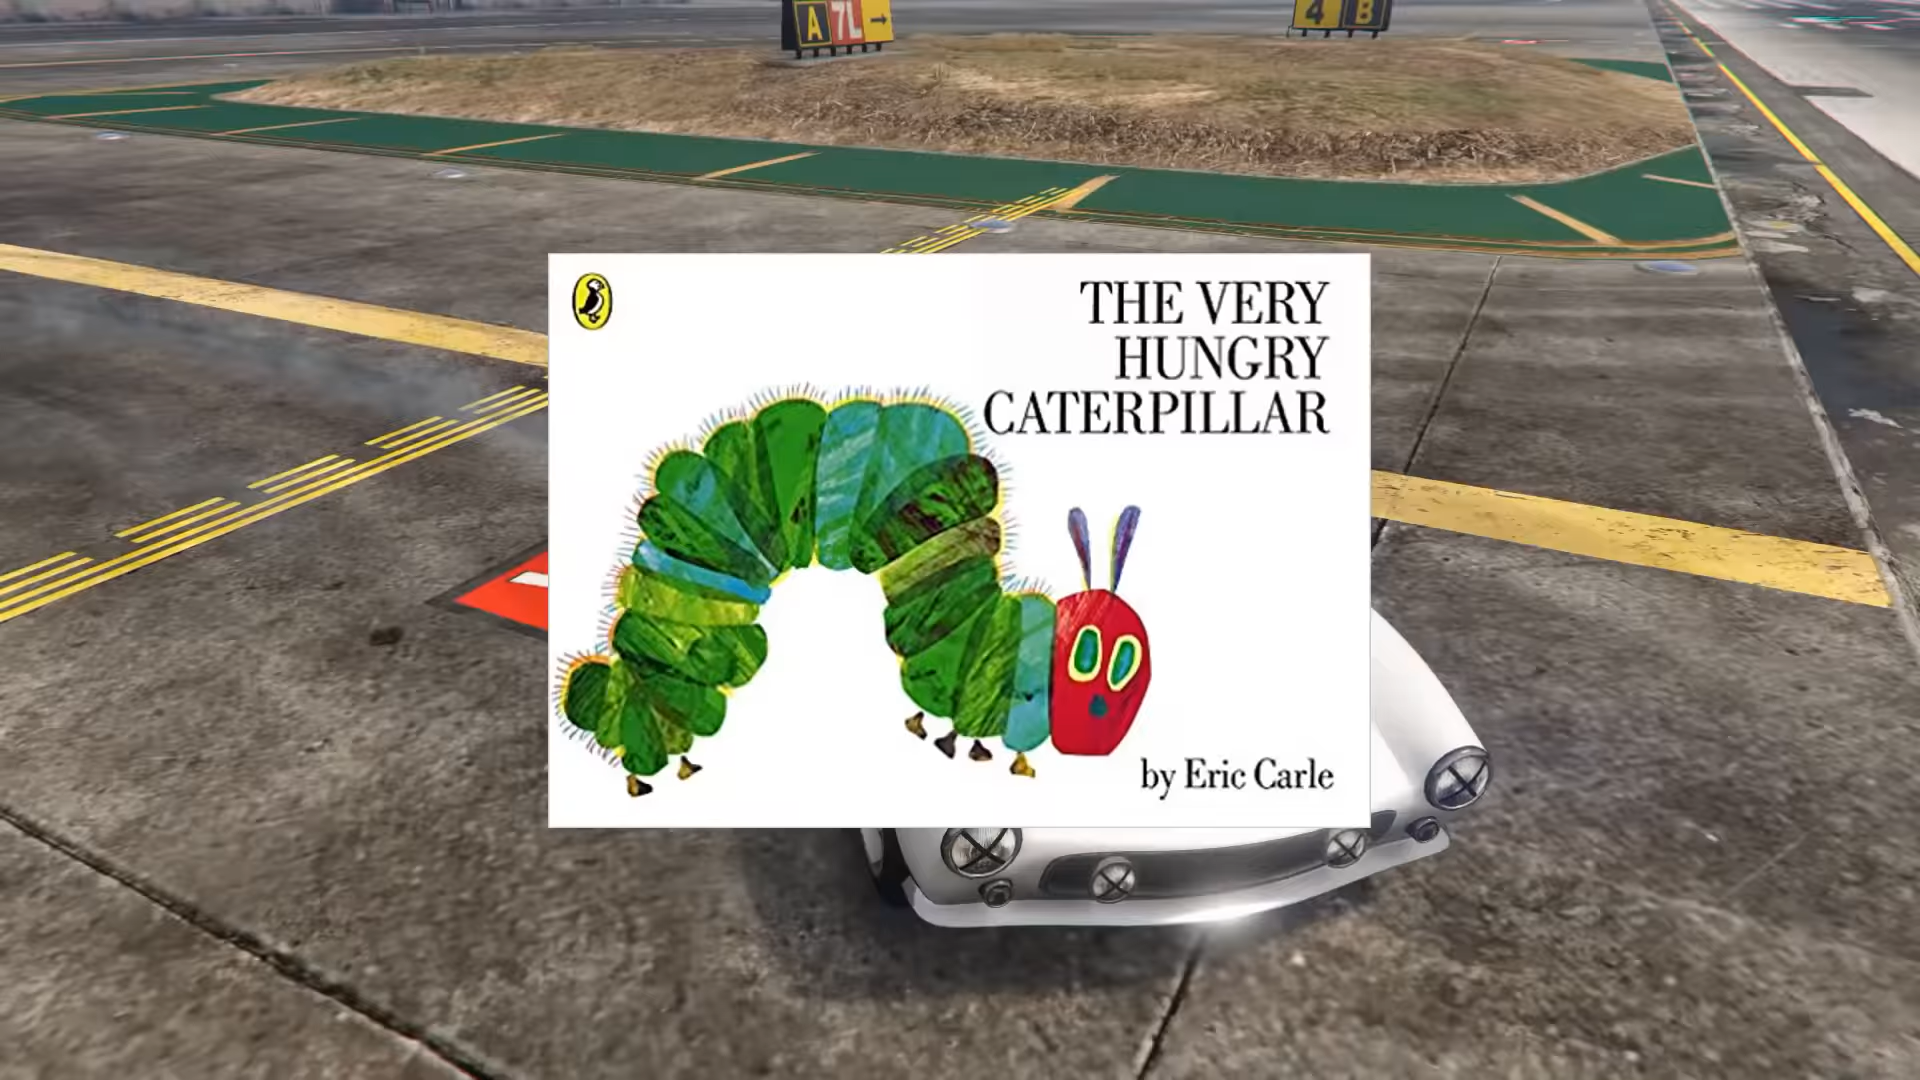 A 7L →
4 B
THE VERY
HUNGRY
CATERPILLAR
by Eric Carle